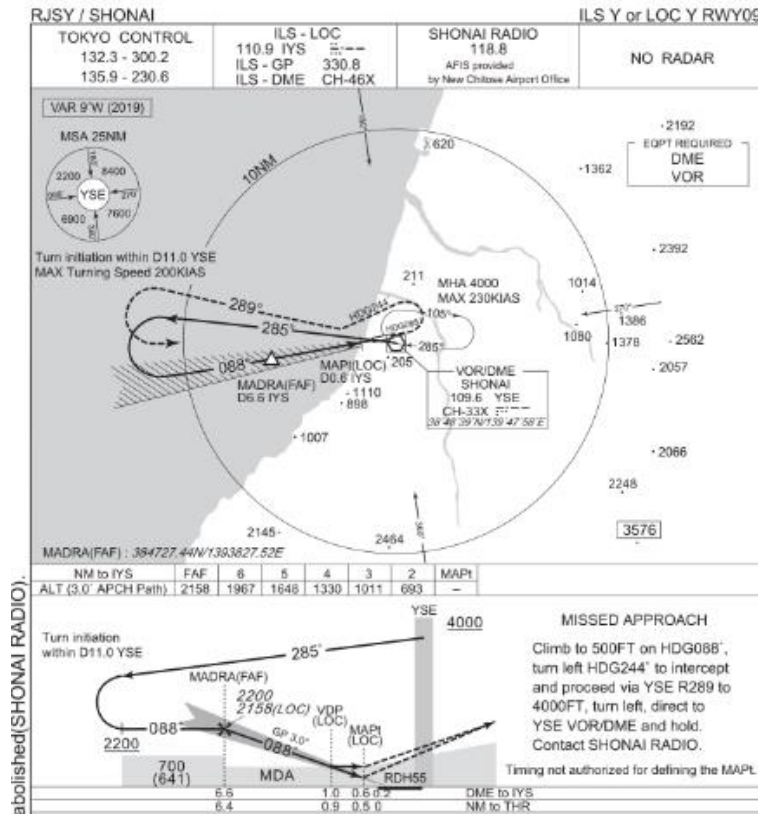 RJSY / SHONAI
ILS Y or LOC Y RWY09
TOKYO CONTROL
132.3 - 300.2
135.9 - 230.6
ILS - LOC
110.9 IYS
ILS - GP 330.8
ILS - DME CH-46X
SHONAI RADIO
118.8
AFIS provided
by New Chitose Airport Office
NO RADAR
VAR 9°W (2019)
MSA 25NM
2200
8400
YSE
6900
7600
10NM
620
2192
1362
EQPT REQUIRED
DME
VOR
2392
Turn initiation within D11.0 YSE
MAX Turning Speed 200KIAS
211
MHA 4000
MAX 230KIAS
1014
289°
HDG244°
105°
285°
1386
1080
1378
2562
088°
285°
MAPt(LOC)
D0.6 IYS
205
2057
MADRA(FAF)
D6.6 IYS
VOR/DME
SHONAI
109.6 YSE
CH-33X
38°48'39"N/139°47'58"E
1110
898
1007
2066
2248
2145
2464
3576
MADRA(FAF) : 384727.44N/1393827.52E
NM to IYS FAF 6 5 4 3 2 MAPt
ALT (3.0° APCH Path) 2158 1967 1648 1330 1011 693 –
YSE
4000
Turn initiation
within D11.0 YSE
285°
MADRA(FAF)
2200
2158(LOC)
VDP
(LOC)
MAPt
(LOC)
088°
GP 3.0°
088°
2200
700
(641)
MDA
RDH55
6.6 1.0 0.6 0.2 DME to IYS
6.4 0.9 0.5 0 NM to THR
MISSED APPROACH
Climb to 500FT on HDG088°,
turn left HDG244° to intercept
and proceed via YSE R289 to
4000FT, turn left, direct to
YSE VOR/DME and hold.
Contact SHONAI RADIO.
Timing not authorized for defining the MAPt.
abolished(SHONAI RADIO).